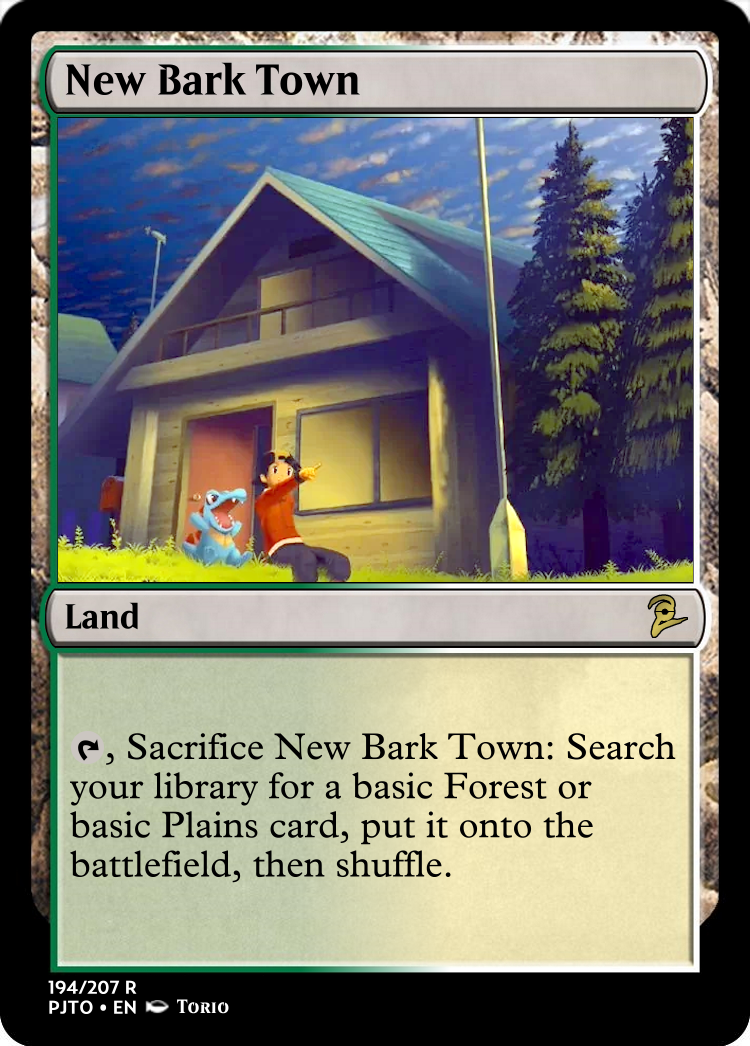 New Bark Town
Land
, Sacrifice New Bark Town: Search
your library for a basic Forest or
basic Plains card, put it onto the
battlefield, then shuffle.
194/207 R
PJTO • EN Torio